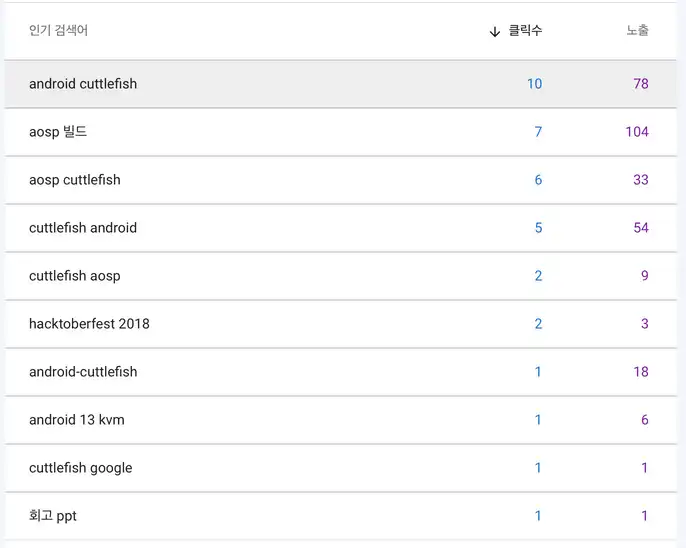 인기 검색어 ↓ 클릭수 노출
android cuttlefish 10 78
aosp 빌드 7 104
aosp cuttlefish 6 33
cuttlefish android 5 54
cuttlefish aosp 2 9
hacktoberfest 2018 2 3
android-cuttlefish 1 18
android 13 kvm 1 6
cuttlefish google 1 1
회고 ppt 1 1